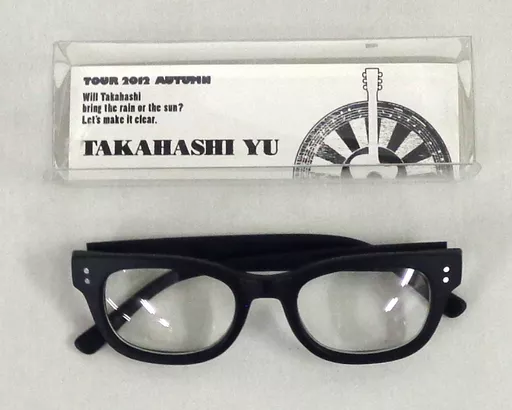 TOUR 2012 AUTUMN
Will Takahashi
bring the rain or the sun?
Let's make it clear.
TAKAHASHI YU